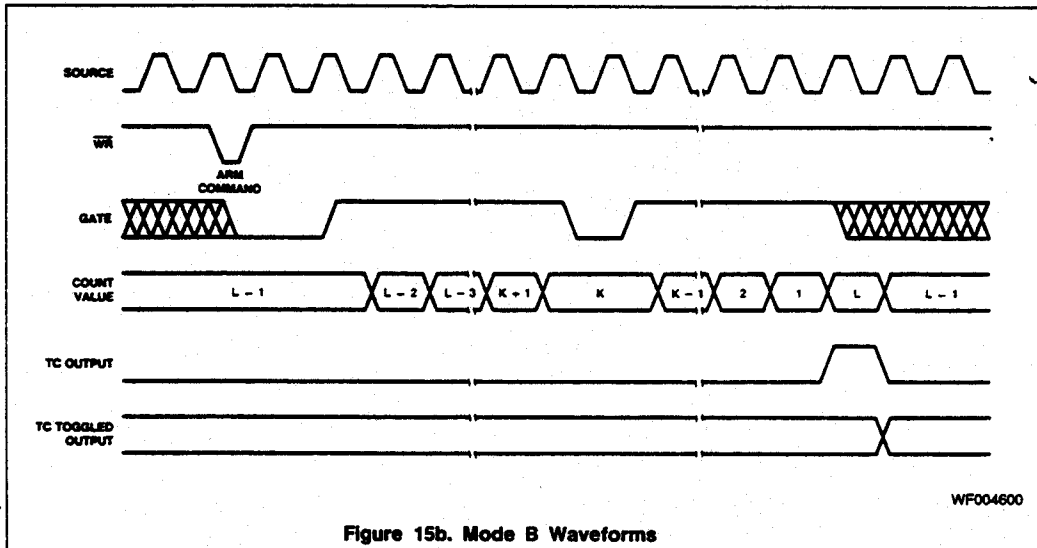 SOURCE
WR
ARM
COMMAND
GATE
COUNT
VALUE
L – 1
L – 2
L – 3
K + 1
K
K – 1
2
1
L
L – 1
TC OUTPUT
TC TOGGLED
OUTPUT
WF004600
Figure 15b. Mode B Waveforms